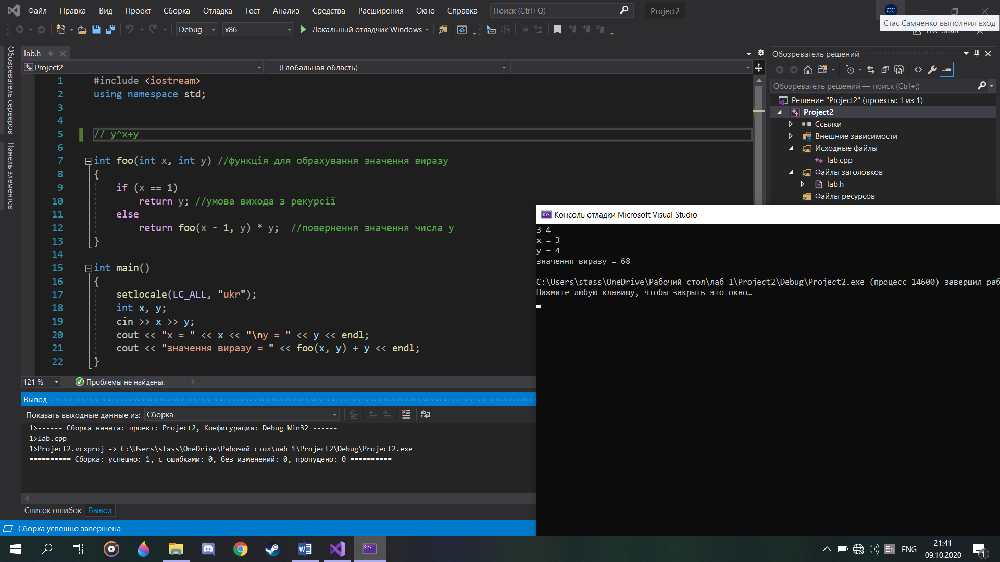 Файл Правка Вид Проект Сборка Отладка Тест Анализ Средства Расширения Окно Справка Поиск (Ctrl+Q) Project2 CC
Стас Самченко выполнил вход
Debug x86 Локальный отладчик Windows Live Share
Обозреватель серверов
Панель элементов
lab.h
Project2 (Глобальная область)
1 #include <iostream>
2 using namespace std;
3
4
5 // y^x+y
6
7 int foo(int x, int y) //функція для обрахування значення виразу
8 {
9 if (x == 1)
10 return y; //умова вихода з рекурсії
11 else
12 return foo(x - 1, y) * y; //повернення значення числа y
13 }
14
15 int main()
16 {
17 setlocale(LC_ALL, "ukr");
18 int x, y;
19 cin >> x >> y;
20 cout << "x = " << x << "\ny = " << y << endl;
21 cout << "значення виразу = " << foo(x, y) + y << endl;
22 }
121 % Проблемы не найдены.
Вывод
Показать выходные данные из: Сборка
1>------ Сборка начата: проект: Project2, Конфигурация: Debug Win32 ------
1>lab.cpp
1>Project2.vcxproj -> C:\Users\stass\OneDrive\Рабочий стол\лаб 1\Project2\Debug\Project2.exe
========== Сборка: успешно: 1, с ошибками: 0, без изменений: 0, пропущено: 0 ==========
Список ошибок Вывод
Сборка успешно завершена
Обозреватель решений
Обозреватель решений — поиск (Ctrl+;)
Решение "Project2" (проекты: 1 из 1)
Project2
Ссылки
Внешние зависимости
Исходные файлы
lab.cpp
Файлы заголовков
lab.h
Файлы ресурсов
Консоль отладки Microsoft Visual Studio
3 4
x = 3
y = 4
значення виразу = 68
C:\Users\stass\OneDrive\Рабочий стол\лаб 1\Project2\Debug\Project2.exe (процесс 14600) завершил раб
Нажмите любую клавишу, чтобы закрыть это окно…
En ENG 21:41
09.10.2020
1